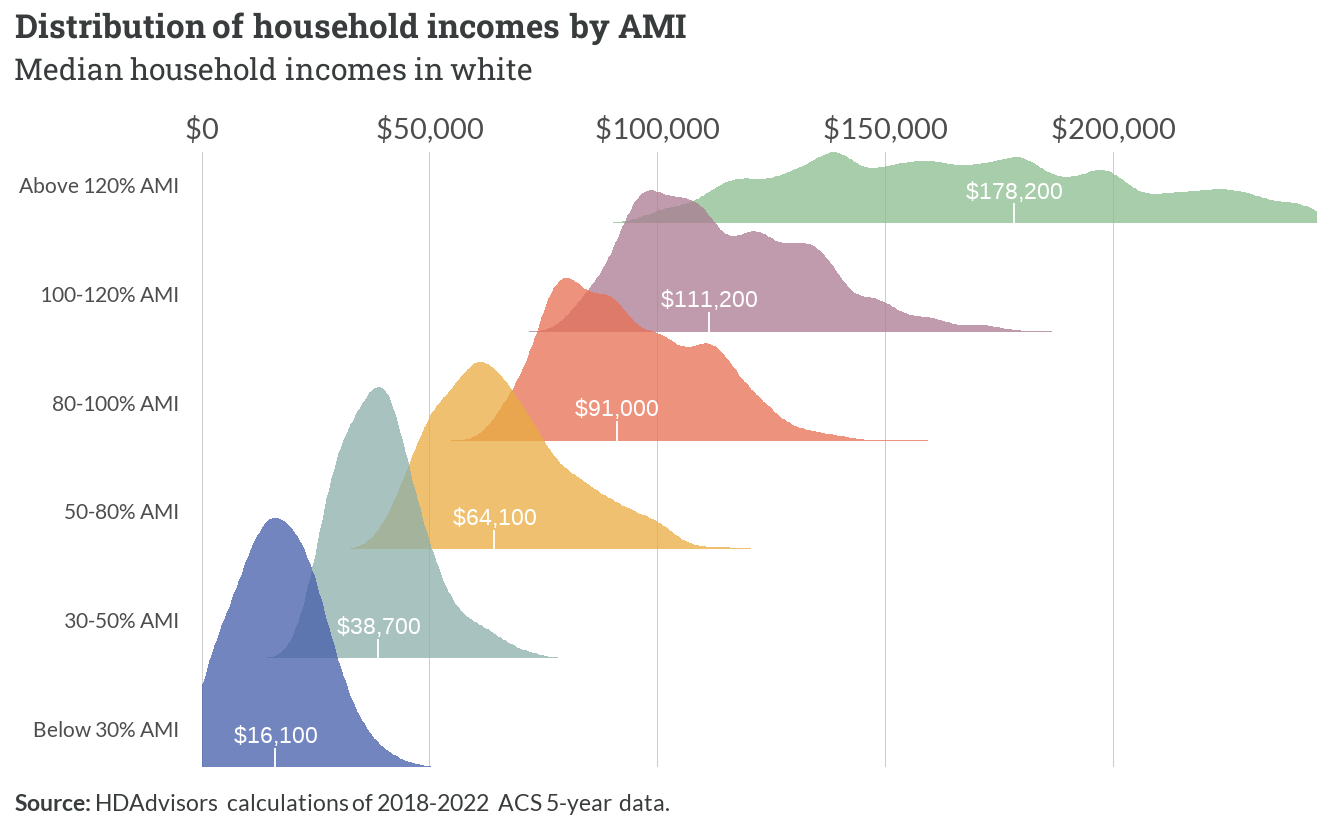 Distribution of household incomes by AMI
Median household incomes in white
$0 $50,000 $100,000 $150,000 $200,000
Above 120% AMI $178,200
100-120% AMI $111,200
80-100% AMI $91,000
50-80% AMI $64,100
30-50% AMI $38,700
Below 30% AMI $16,100
Source: HDAdvisors calculations of 2018-2022 ACS 5-year data.